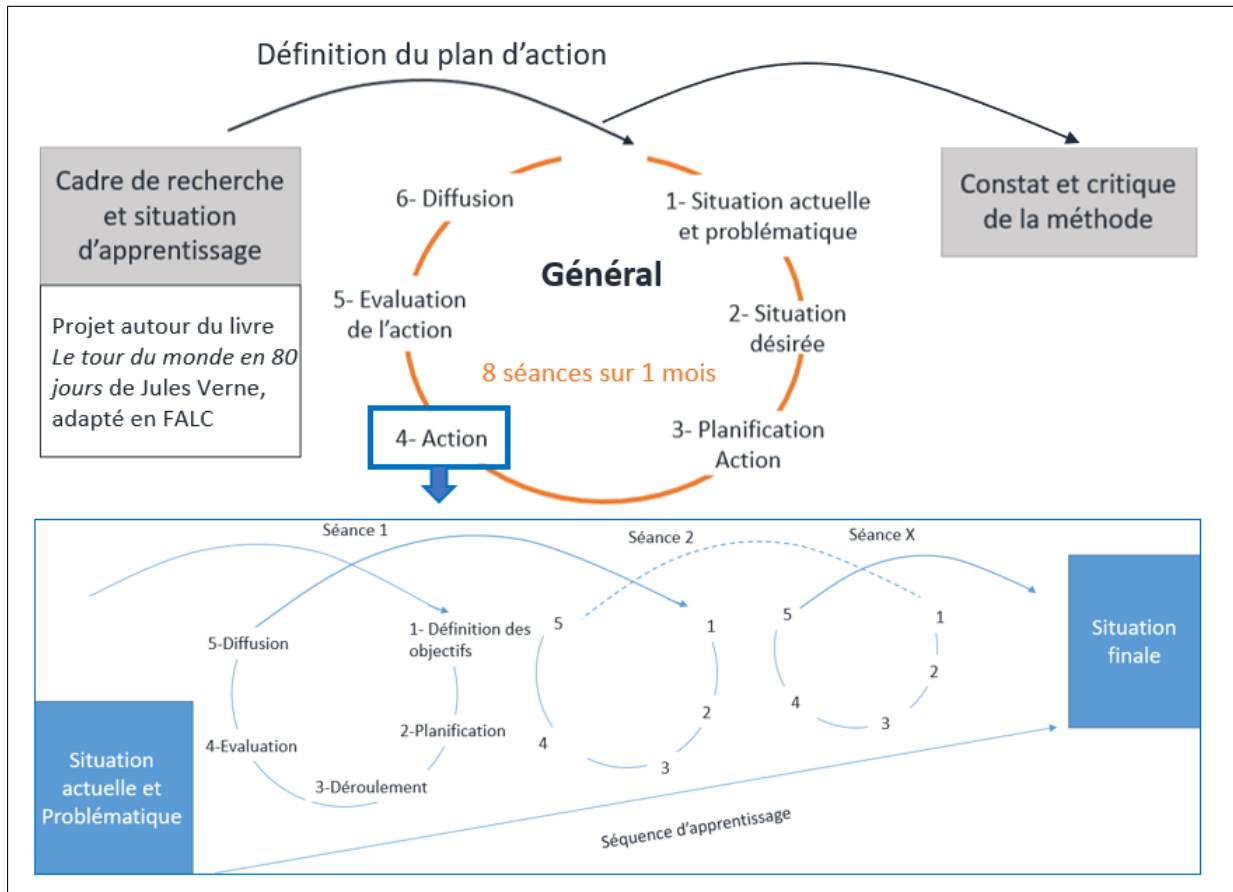 Définition du plan d’action
Cadre de recherche
et situation
d’apprentissage
Projet autour du livre
Le tour du monde en 80
jours de Jules Verne,
adapté en FALC
6- Diffusion
1- Situation actuelle
et problématique
Général
5- Evaluation
de l’action
2- Situation
désirée
8 séances sur 1 mois
4- Action
3- Planification
Action
Constat et critique
de la méthode
Séance 1
Séance 2
Séance X
5-Diffusion
1- Définition des
objectifs
4-Evaluation
2-Planification
3-Déroulement
5
1
4
2
3
5
1
4
2
3
Situation
actuelle et
Problématique
Situation
finale
Séquence d’apprentissage